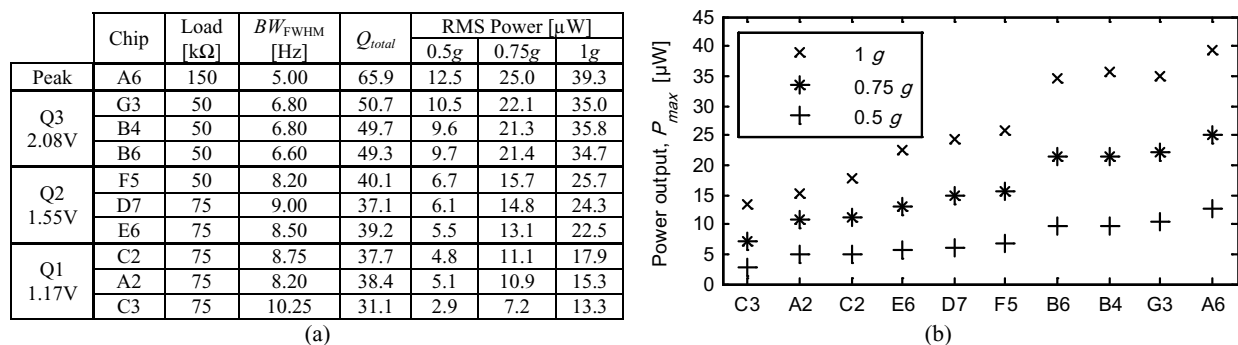 Chip Load [kΩ] BW_FWHM [Hz] Q_total RMS Power [µW]
0.5g 0.75g 1g
Peak A6 150 5.00 65.9 12.5 25.0 39.3
Q3 2.08V G3 50 6.80 50.7 10.5 22.1 35.0
B4 50 6.80 49.7 9.6 21.3 35.8
B6 50 6.60 49.3 9.7 21.4 34.7
Q2 1.55V F5 50 8.20 40.1 6.7 15.7 25.7
D7 75 9.00 37.1 6.1 14.8 24.3
E6 75 8.50 39.2 5.5 13.1 22.5
Q1 1.17V C2 75 8.75 37.7 4.8 11.1 17.9
A2 75 8.20 38.4 5.1 10.9 15.3
C3 75 10.25 31.1 2.9 7.2 13.3
(a)
Power output, P_max [µW]
45
40
35
30
25
20
15
10
5
0
1 g
0.75 g
0.5 g
C3 A2 C2 E6 D7 F5 B6 B4 G3 A6
(b)